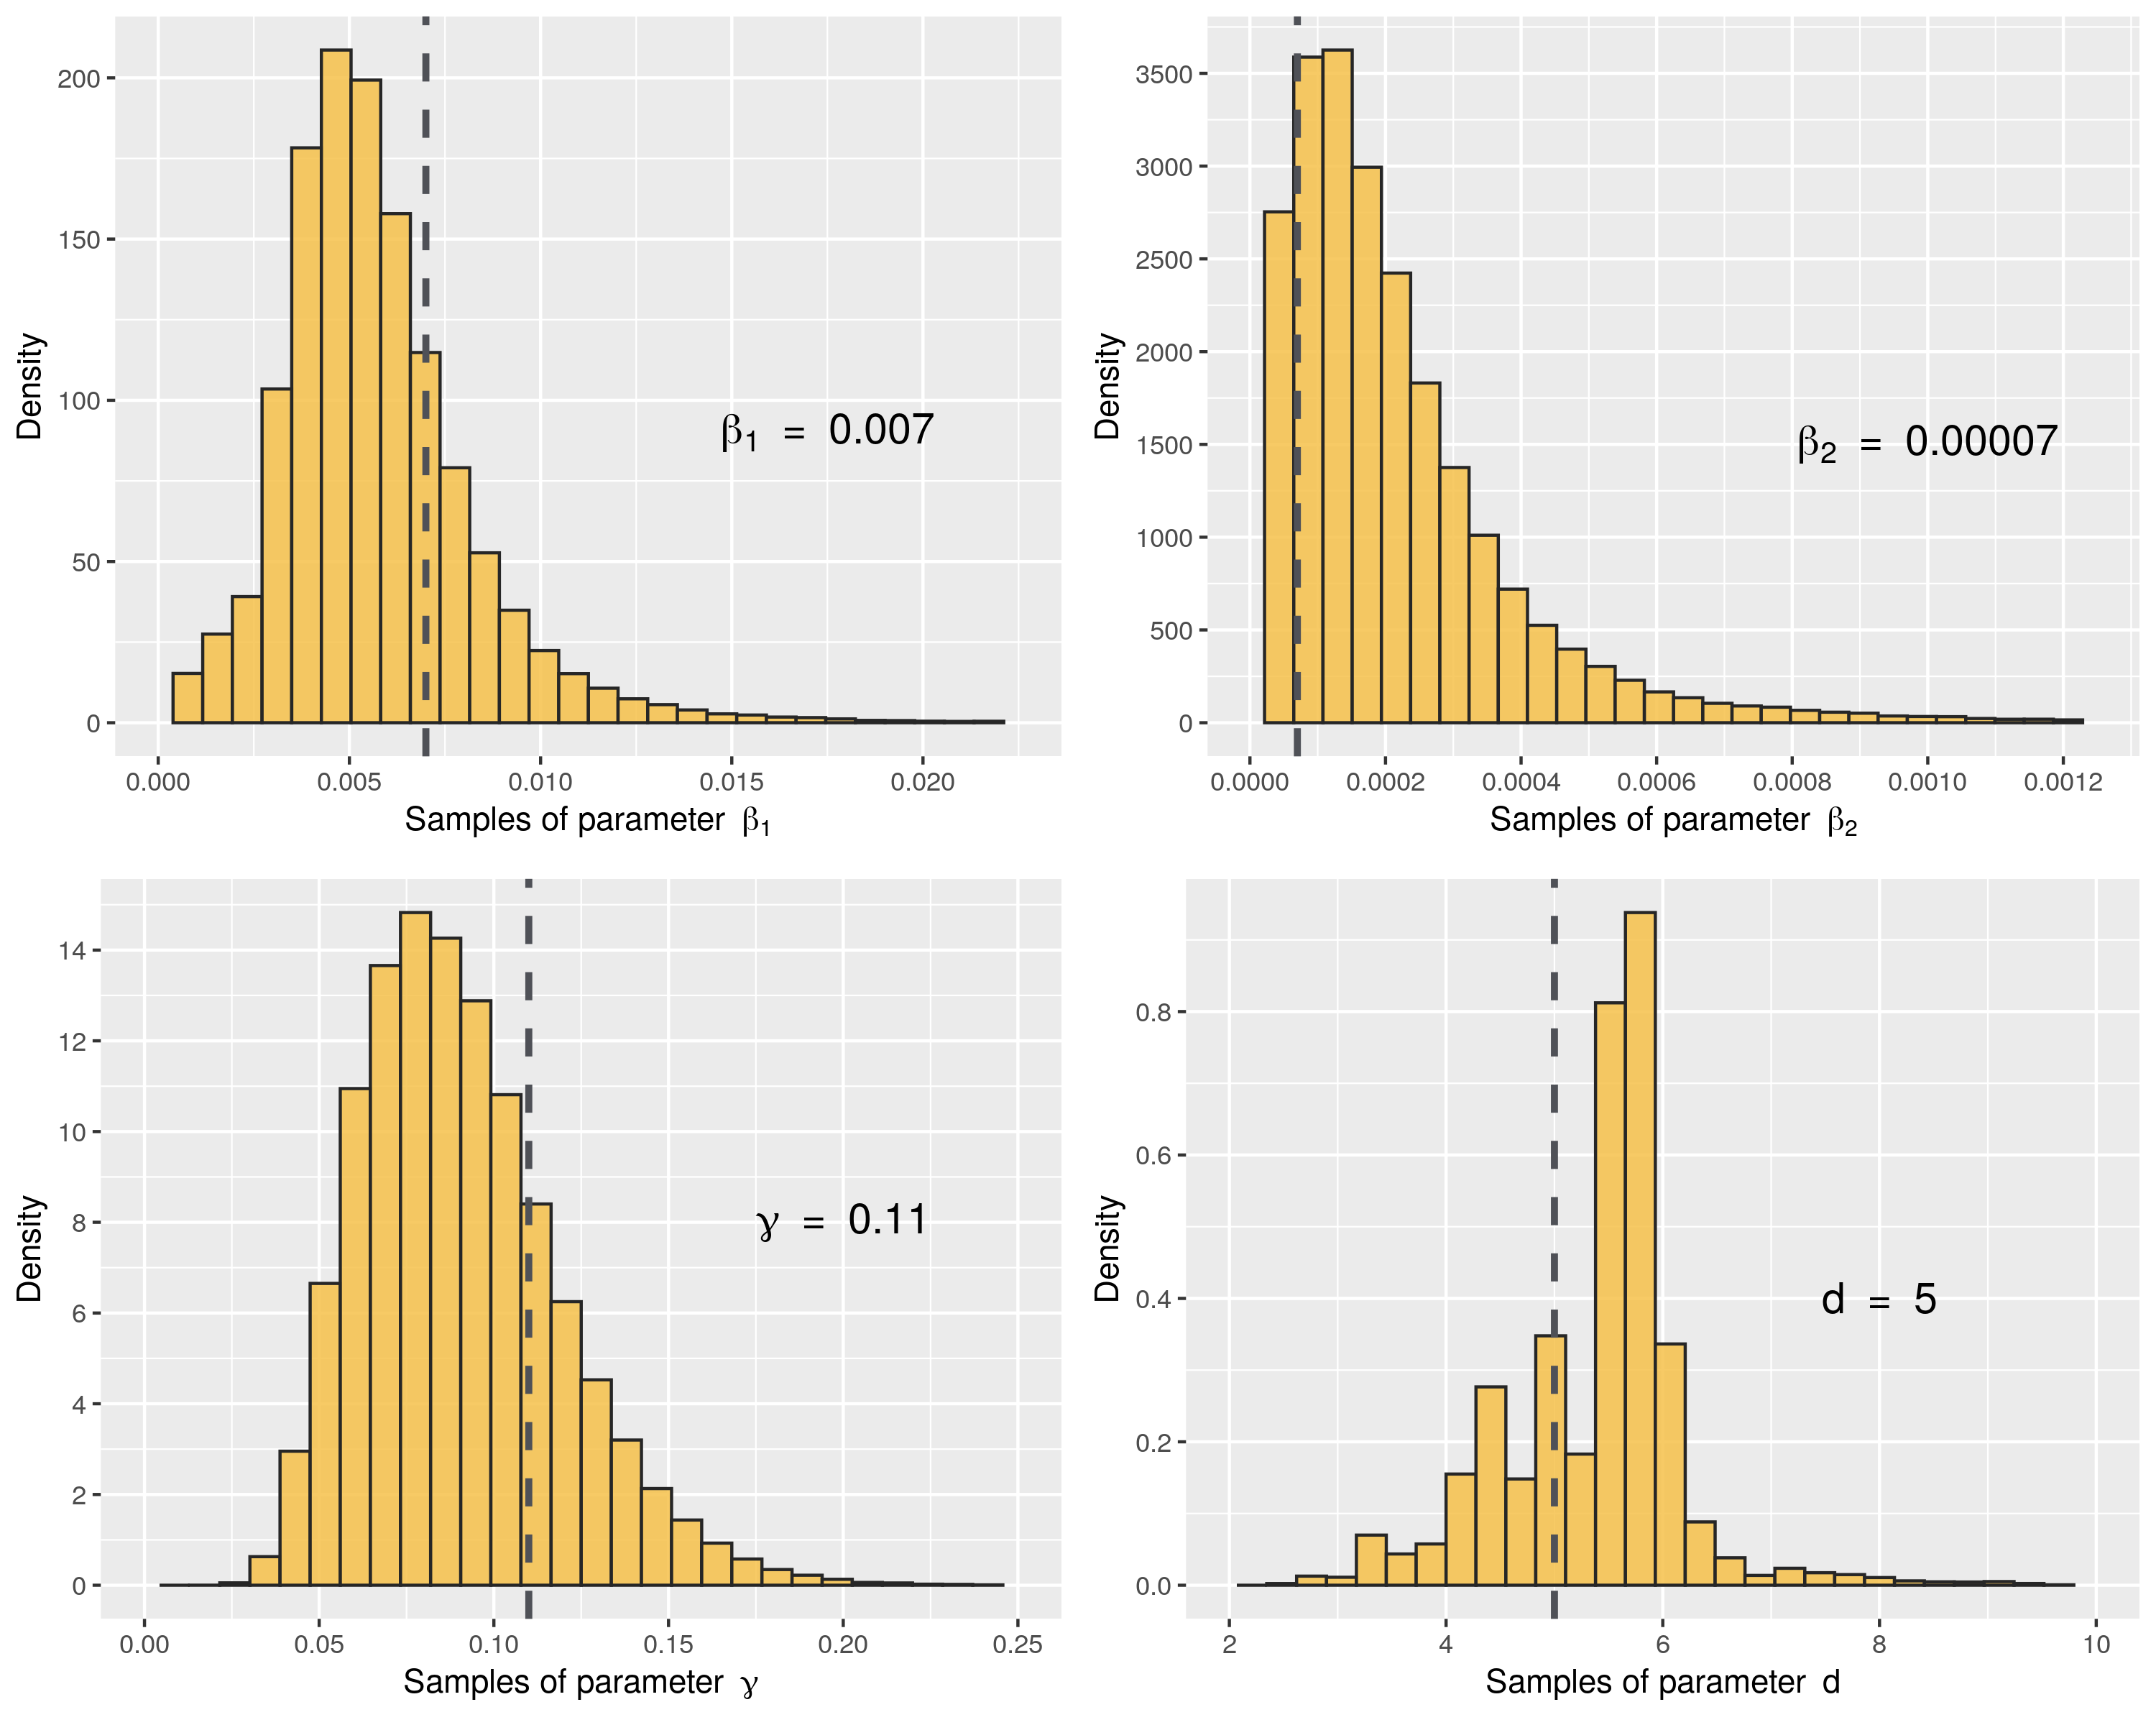 200
150
100
50
0
Density
β1 = 0.007
0.000 0.005 0.010 0.015 0.020
Samples of parameter β1
3500
3000
2500
2000
1500
1000
500
0
Density
β2 = 0.00007
0.0000 0.0002 0.0004 0.0006 0.0008 0.0010 0.0012
Samples of parameter β2
14
12
10
8
6
4
2
0
Density
γ = 0.11
0.00 0.05 0.10 0.15 0.20 0.25
Samples of parameter γ
0.8
0.6
0.4
0.2
0.0
Density
d = 5
2 4 6 8 10
Samples of parameter d